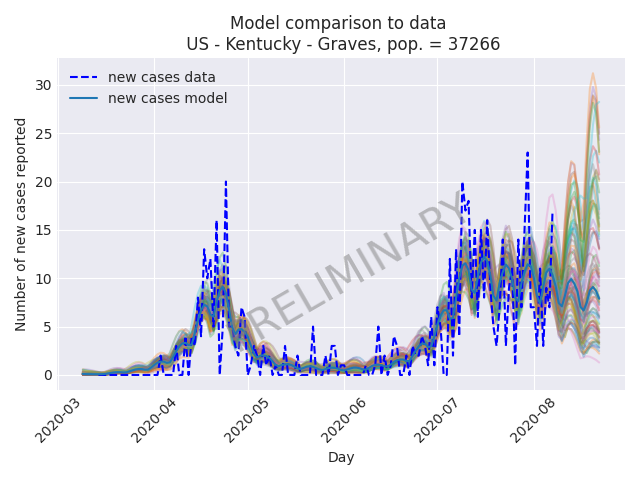 Model comparison to data
US - Kentucky - Graves, pop. = 37266
new cases data
new cases model
PRELIMINARY
Number of new cases reported
30
25
20
15
10
5
0
2020-03
2020-04
2020-05
2020-06
2020-07
2020-08
Day